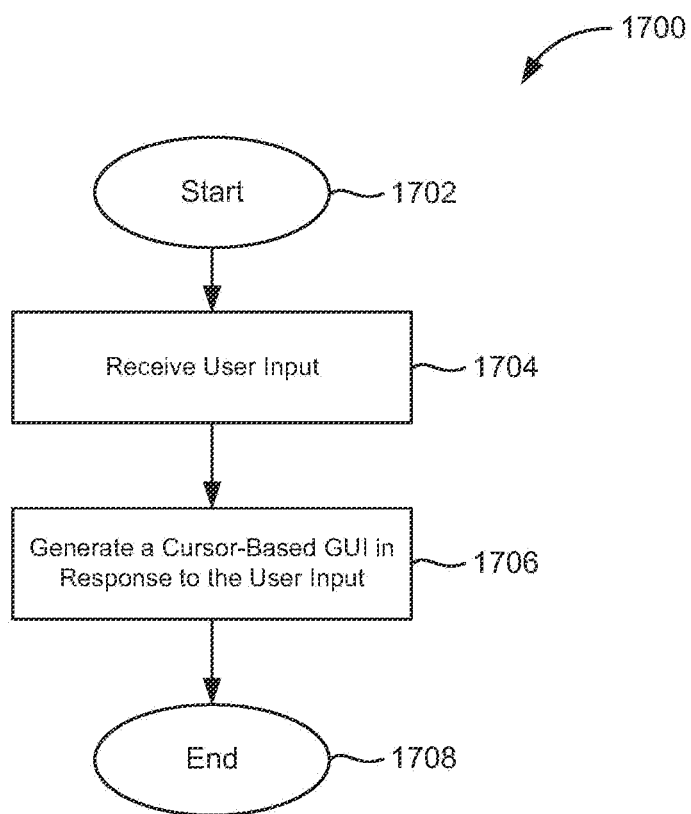 1700
Start
1702
Receive User Input
1704
Generate a Cursor-Based GUI in
Response to the User Input
1706
End
1708